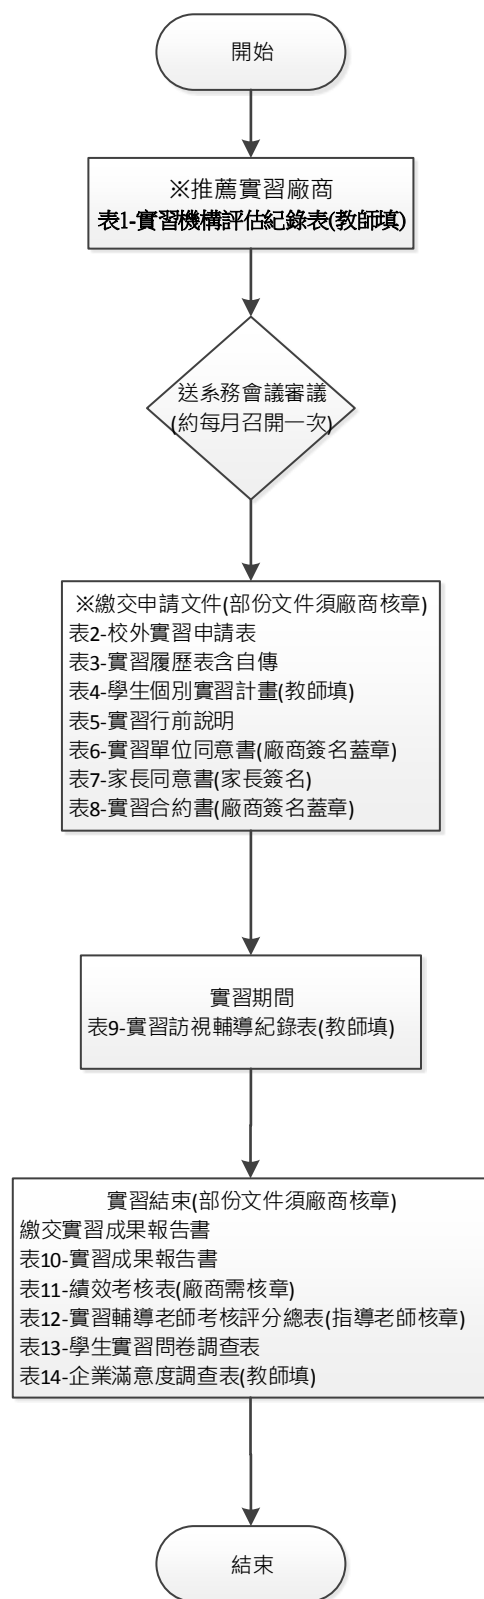 開始
※推薦實習廠商
表1-實習機構評估紀錄表(教師填)
送系務會議審議
(約每月召開一次)
※繳交申請文件(部份文件須廠商核章)
表2-校外實習申請表
表3-實習履歷表含自傳
表4-學生個別實習計畫(教師填)
表5-實習行前說明
表6-實習單位同意書(廠商簽名蓋章)
表7-家長同意書(家長簽名)
表8-實習合約書(廠商簽名蓋章)
實習期間
表9-實習訪視輔導紀錄表(教師填)
實習結束(部份文件須廠商核章)
繳交實習成果報告書
表10-實習成果報告書
表11-績效考核表(廠商需核章)
表12-實習輔導老師考核評分總表(指導老師核章)
表13-學生實習問卷調查表
表14-企業滿意度調查表(教師填)
結束